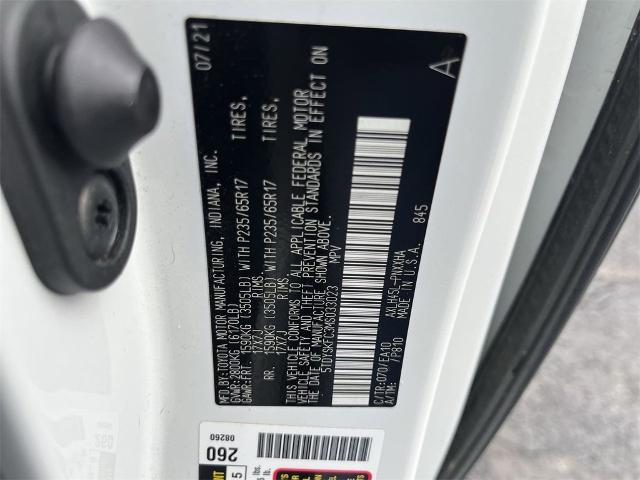 MFD.BY:TOYOTA MOTOR MANUFACTURING, INDIANA, INC. 07/21
GVWR:2800KG (6170LB)
GAWR:FRT. 1590KG (3505LB) WITH P235/65R17 TIRES,
17X7J RIMS,
RR. 1590KG (3505LB) WITH P235/65R17 TIRES,
17X7J RIMS,
THIS VEHICLE CONFORMS TO ALL APPLICABLE FEDERAL MOTOR
VEHICLE SAFETY AND THEFT PREVENTION STANDARDS IN EFFECT ON
THE DATE OF MANUFACTURE SHOWN ABOVE.
5TDYSKFC3MS033023 MPV
A
C/TR:070/EA10 AXLH45L-PNXXHA 845
A/TM: /P810 MADE IN U.S.A.
260
08260